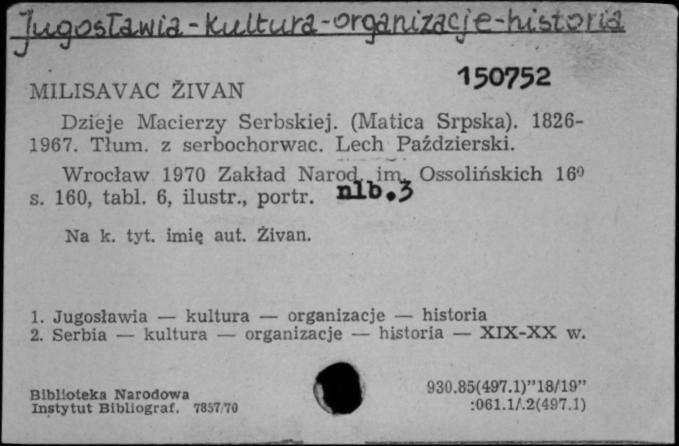 Jugosławia-kultura-organizacje-historia
150752
MILISAVAC ŽIVAN
Dzieje Macierzy Serbskiej. (Matica Srpska). 1826-
1967. Tłum. z serbochorwac. Lech Paździerski.
Wrocław 1970 Zakład Narod. im. Ossolińskich 16⁰
s. 160, tabl. 6, ilustr., portr. nlb.3
Na k. tyt. imię aut. Živan.
1. Jugosławia — kultura — organizacje — historia
2. Serbia — kultura — organizacje — historia — XIX-XX w.
Biblioteka Narodowa
Instytut Bibliograf. 7857/70
930.85(497.1)"18/19"
:061.1/.2(497.1)